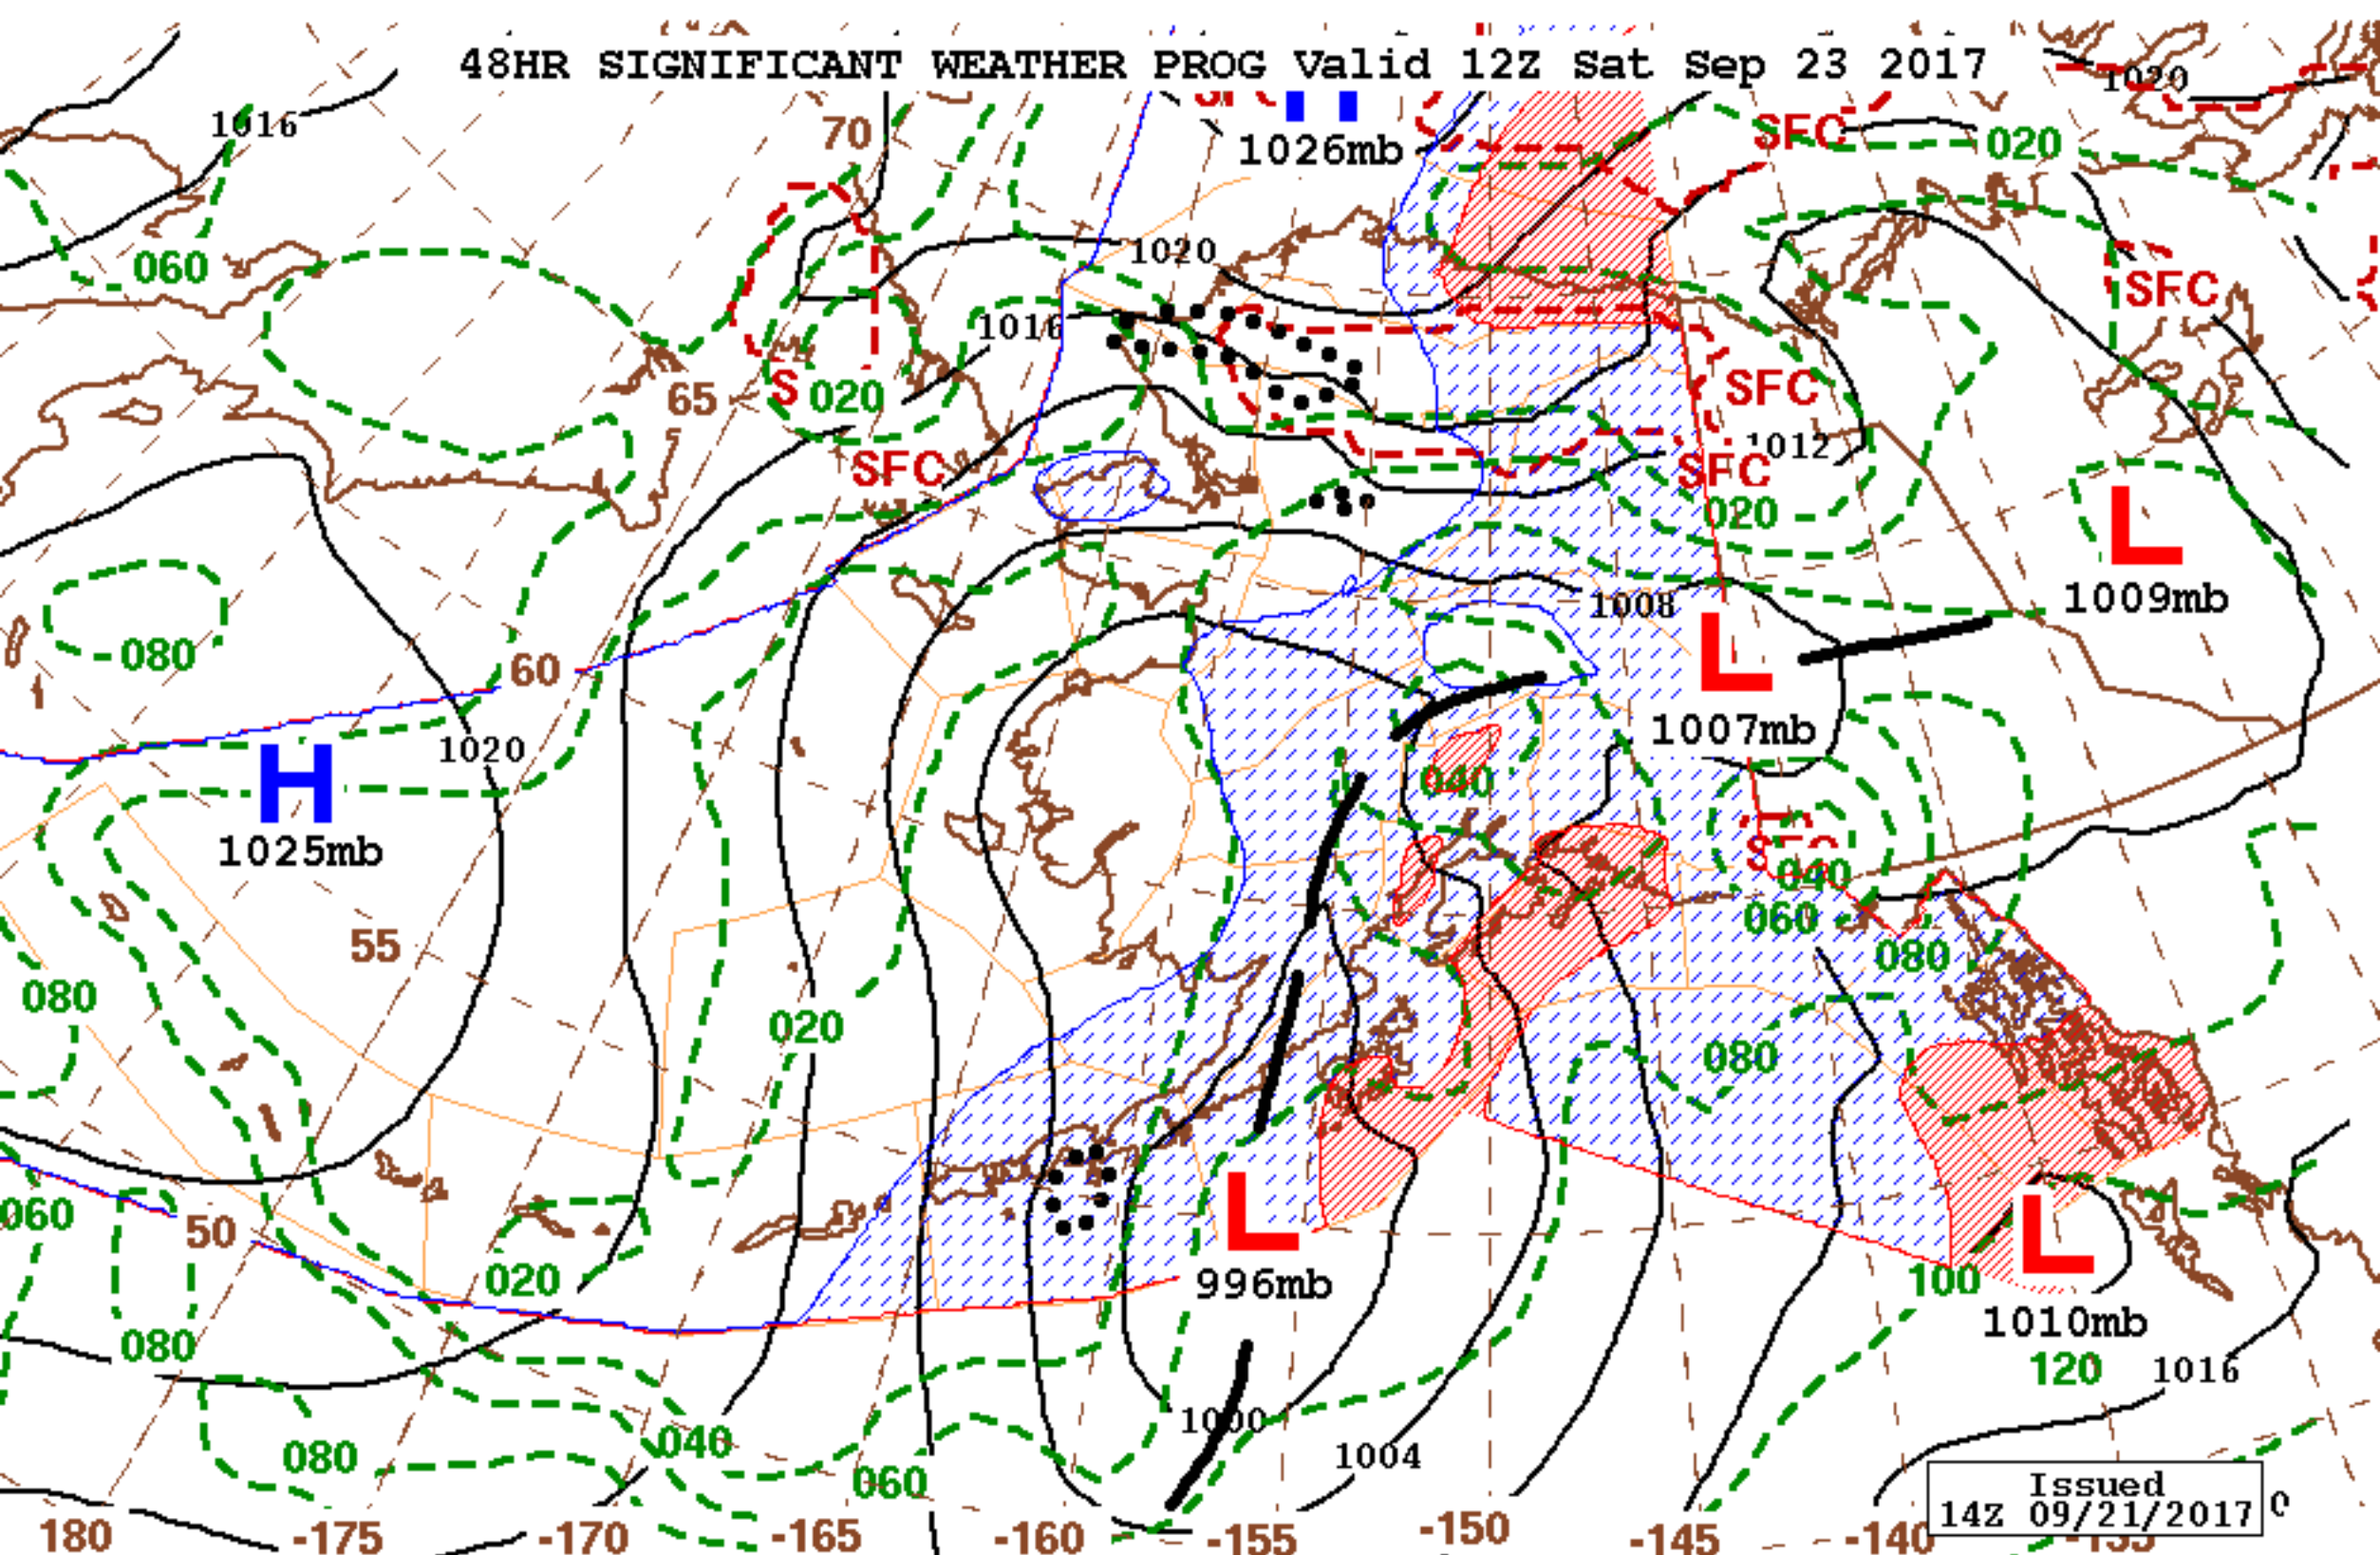 48HR SIGNIFICANT WEATHER PROG Valid 12Z Sat Sep 23 2017
1020
1016
70
SFC
020
1026mb
060
1020
SFC
1016
65
S 020
SFC
1012
SFC
SFC
020
L
1009mb
080
60
1008
L
1007mb
H
1025mb
1020
040
SFC
040
060
55
080
080
020
080
060
50
020
L
996mb
100
L
1010mb
080
120
1016
080
040
060
1000
1004
Issued
14Z 09/21/2017
0
180 -175 -170 -165 -160 -155 -150 -145 -140 -135